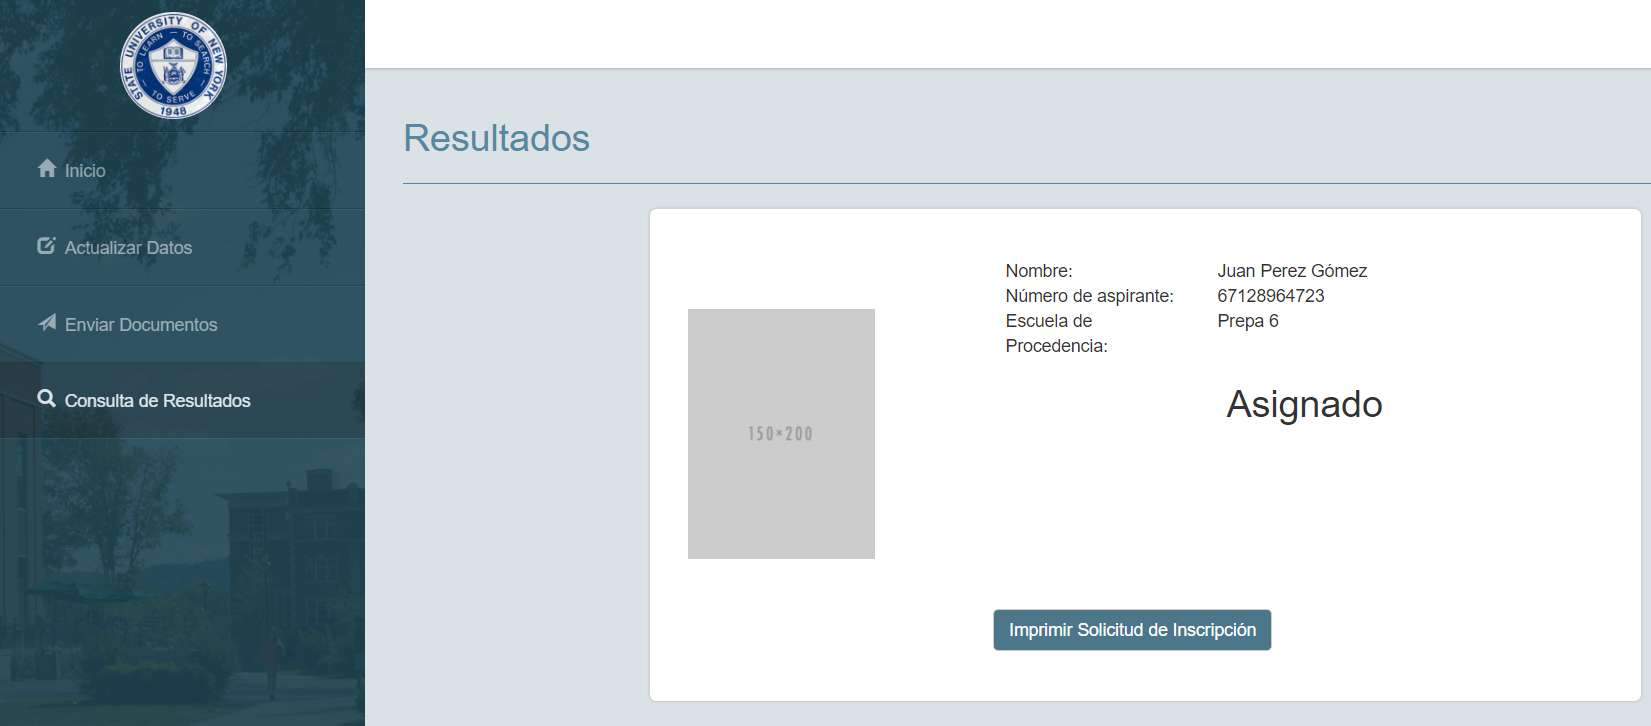 STATE UNIVERSITY OF NEW YORK
TO LEARN — TO SEARCH
TO SERVE
1948
Inicio
Actualizar Datos
Enviar Documentos
Consulta de Resultados
Resultados
Nombre: Juan Perez Gómez
Número de aspirante: 67128964723
Escuela de Prepa 6
Procedencia:
Asignado
150×200
Imprimir Solicitud de Inscripción